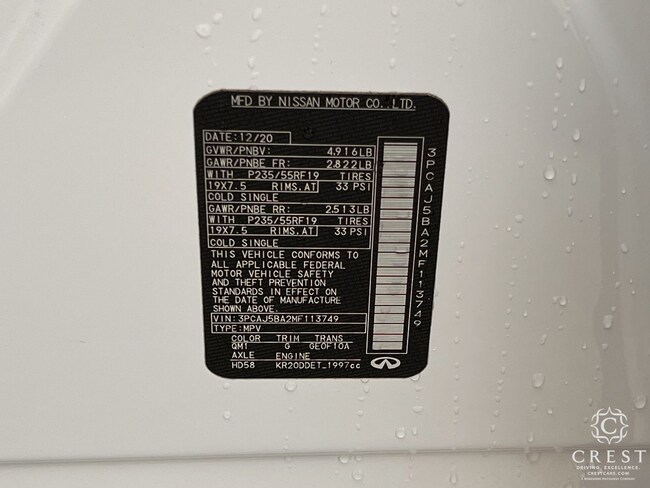 MFD BY NISSAN MOTOR CO., LTD.
DATE: 12/20
GVWR/PNBV: 4,916LB
GAWR/PNBE FR: 2,822LB
WITH P235/55RF19 TIRES
19X7.5 RIMS, AT 33 PSI
COLD SINGLE
GAWR/PNBE RR: 2,513LB
WITH P235/55RF19 TIRES
19X7.5 RIMS, AT 33 PSI
COLD SINGLE
THIS VEHICLE CONFORMS TO
ALL APPLICABLE FEDERAL
MOTOR VEHICLE SAFETY
AND THEFT PREVENTION
STANDARDS IN EFFECT ON
THE DATE OF MANUFACTURE
SHOWN ABOVE.
VIN: 3PCAJ5BA2MF113749
TYPE: MPV
COLOR TRIM TRANS
QM1 G GE0F10A
AXLE ENGINE
HD58 KR20DDET_1997cc
3PCAJ5BA2MF113749
C
CREST
DRIVING. EXCELLENCE.
CRESTCARS.COM